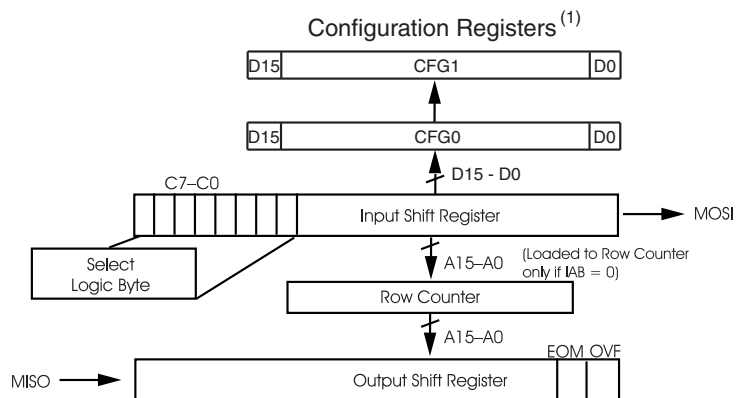 Configuration Registers (1)
D15 CFG1 D0
D15 CFG0 D0
D15 - D0
C7–C0
Input Shift Register
MOSI
Select
Logic Byte
A15–A0
(Loaded to Row Counter
only if IAB = 0)
Row Counter
A15–A0
EOM OVF
MISO
Output Shift Register